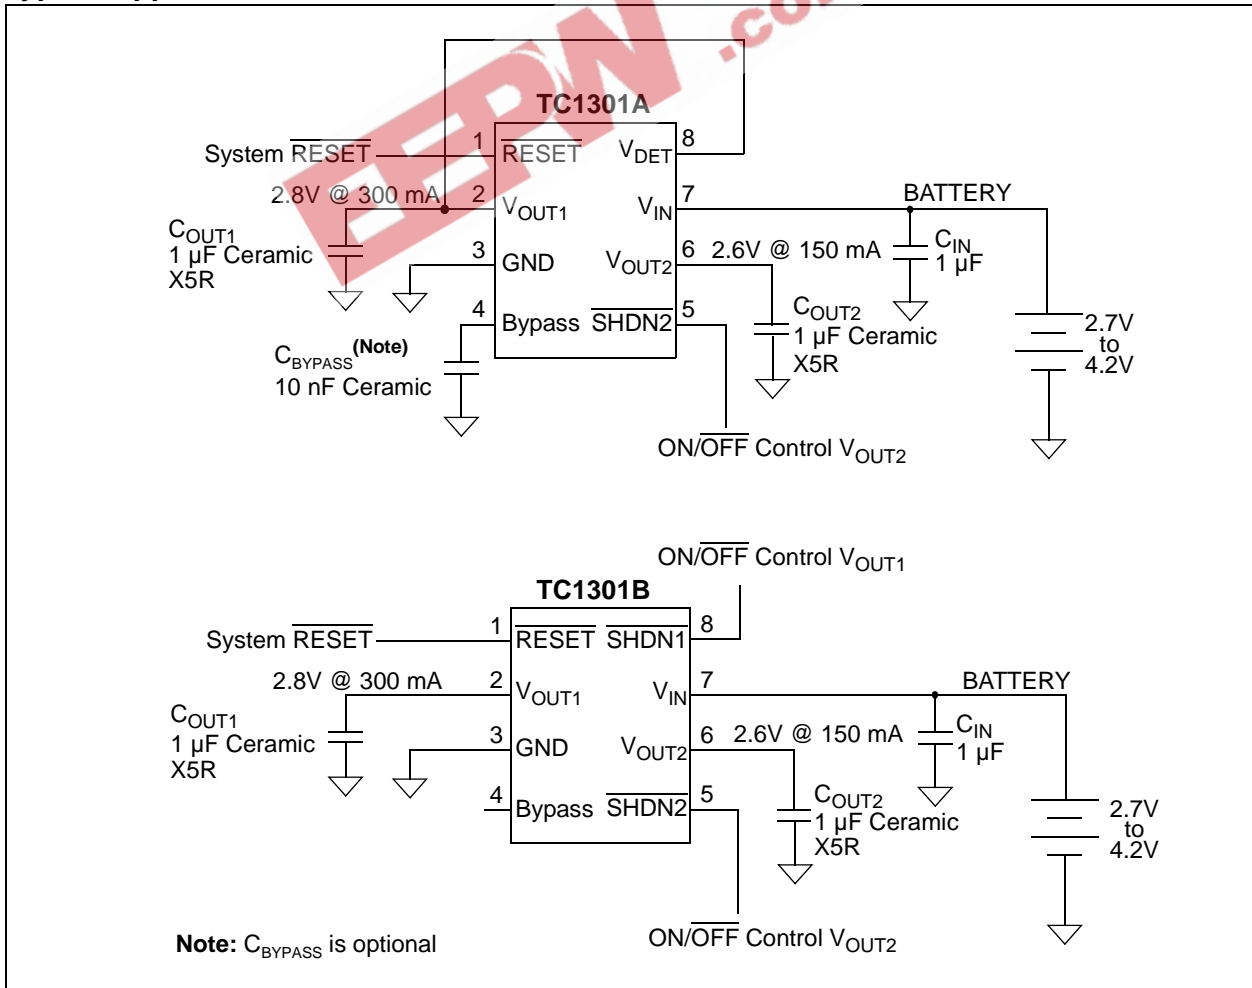 EEPW.com
TC1301A
System RESET
1
RESET
VDET
8
2.8V @ 300 mA
2
VOUT1
VIN
7
BATTERY
COUT1
1 µF Ceramic
X5R
3
GND
VOUT2
6
2.6V @ 150 mA
CIN
1 µF
4
Bypass
SHDN2
5
COUT2
1 µF Ceramic
X5R
2.7V
to
4.2V
CBYPASS(Note)
10 nF Ceramic
ON/OFF Control VOUT2
ON/OFF Control VOUT1
TC1301B
System RESET
1
RESET
SHDN1
8
2.8V @ 300 mA
2
VOUT1
VIN
7
BATTERY
COUT1
1 µF Ceramic
X5R
3
GND
VOUT2
6
2.6V @ 150 mA
CIN
1 µF
4
Bypass
SHDN2
5
COUT2
1 µF Ceramic
X5R
2.7V
to
4.2V
Note: CBYPASS is optional
ON/OFF Control VOUT2